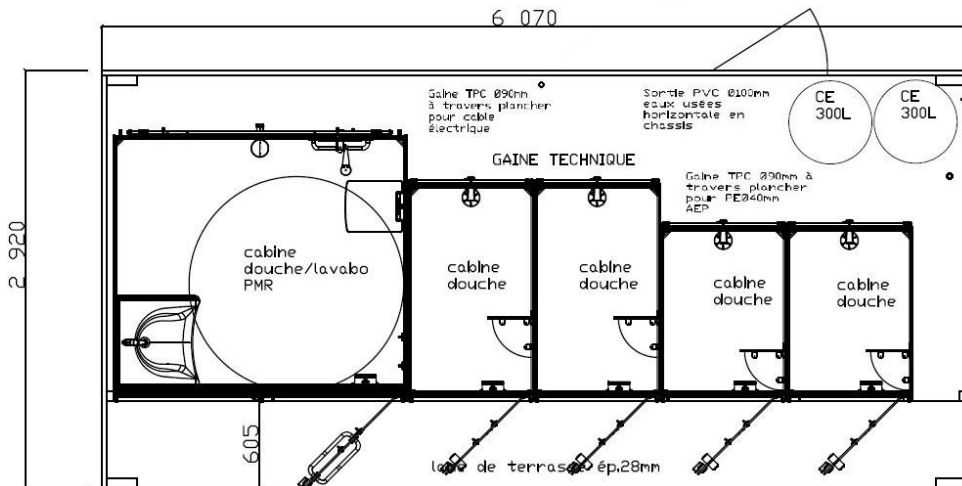 6 070
Gaine TPC Ø90mm
à travers plancher
pour cable
électrique
Sortie PVC Ø100mm
eaux usées
horizontale en
chassis
CE
300L
CE
300L
GAINE TECHNIQUE
Gaine TPC Ø90mm à
travers plancher
pour PEØ40mm
AEP
2 920
cabine
douche/lavabo
PMR
cabine
douche
cabine
douche
cabine
douche
cabine
douche
605
lame de terrasse ép.28mm